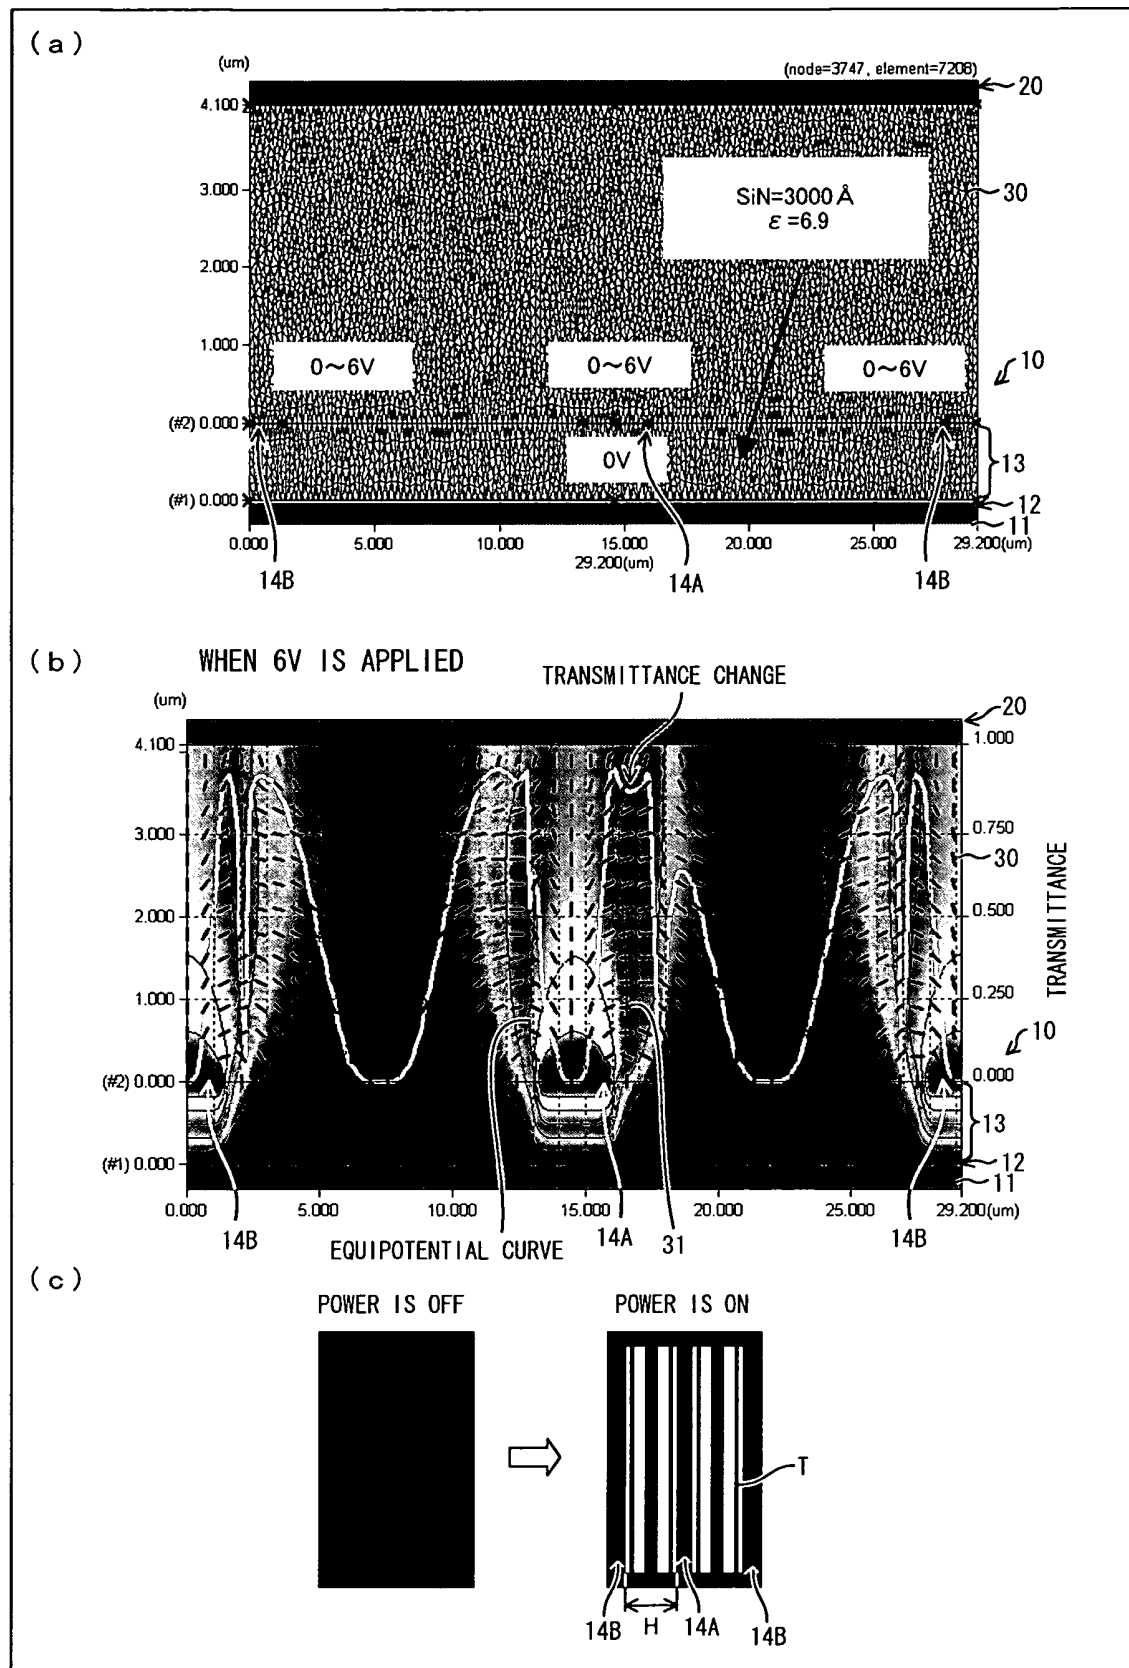 (a)
(um)
(node=3747, element=7208)
20
4.100
3.000
30
SiN=3000 Å
ε=6.9
2.000
1.000
0~6V
0~6V
0~6V
10
(#2) 0.000
0V
13
(#1) 0.000
12
11
0.000
5.000
10.000
15.000
20.000
25.000
29.200(um)
29.200(um)
14B
14A
14B
(b)
WHEN 6V IS APPLIED
TRANSMITTANCE CHANGE
(um)
20
4.100
1.000
3.000
0.750
30
2.000
0.500
TRANSMITTANCE
1.000
0.250
10
(#2) 0.000
0.000
13
(#1) 0.000
12
11
0.000
5.000
10.000
15.000
20.000
25.000
29.200(um)
14B
14A
31
14B
EQUIPOTENTIAL CURVE
(c)
POWER IS OFF
POWER IS ON
T
14B
H
14A
14B